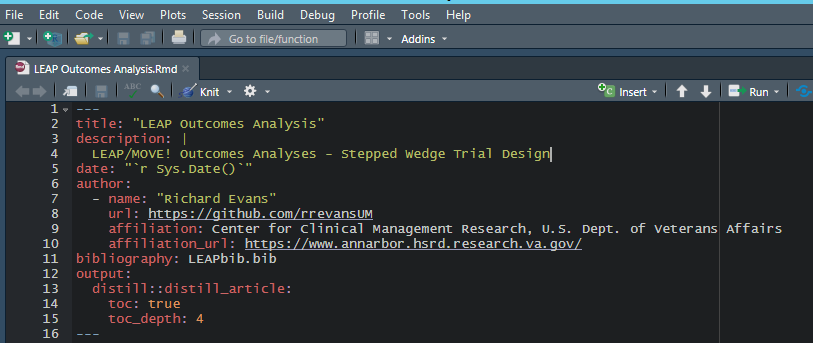 File Edit Code View Plots Session Build Debug Profile Tools Help
Go to file/function Addins
LEAP Outcomes Analysis.Rmd
ABC Knit Insert Run
1 ---
2 title: "LEAP Outcomes Analysis"
3 description: |
4 LEAP/MOVE! Outcomes Analyses - Stepped Wedge Trial Design
5 date: "`r Sys.Date()`"
6 author:
7 - name: "Richard Evans"
8 url: https://github.com/rrevansUM
9 affiliation: Center for Clinical Management Research, U.S. Dept. of Veterans Affairs
10 affiliation_url: https://www.annarbor.hsrd.research.va.gov/
11 bibliography: LEAPbib.bib
12 output:
13 distill::distill_article:
14 toc: true
15 toc_depth: 4
16 ---